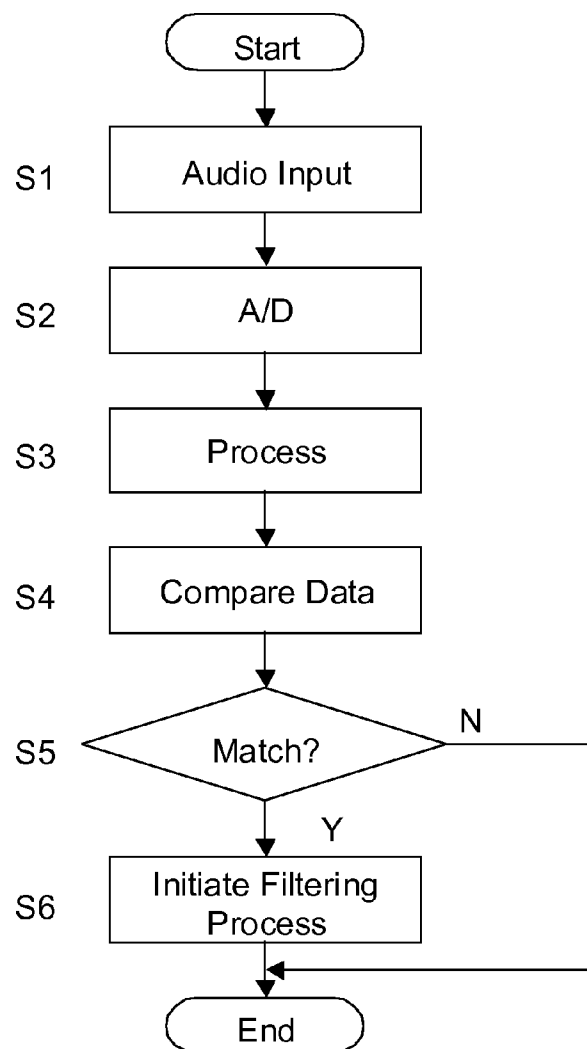 Start
S1
Audio Input
S2
A/D
S3
Process
S4
Compare Data
N
S5
Match?
Y
S6
Initiate Filtering
Process
End